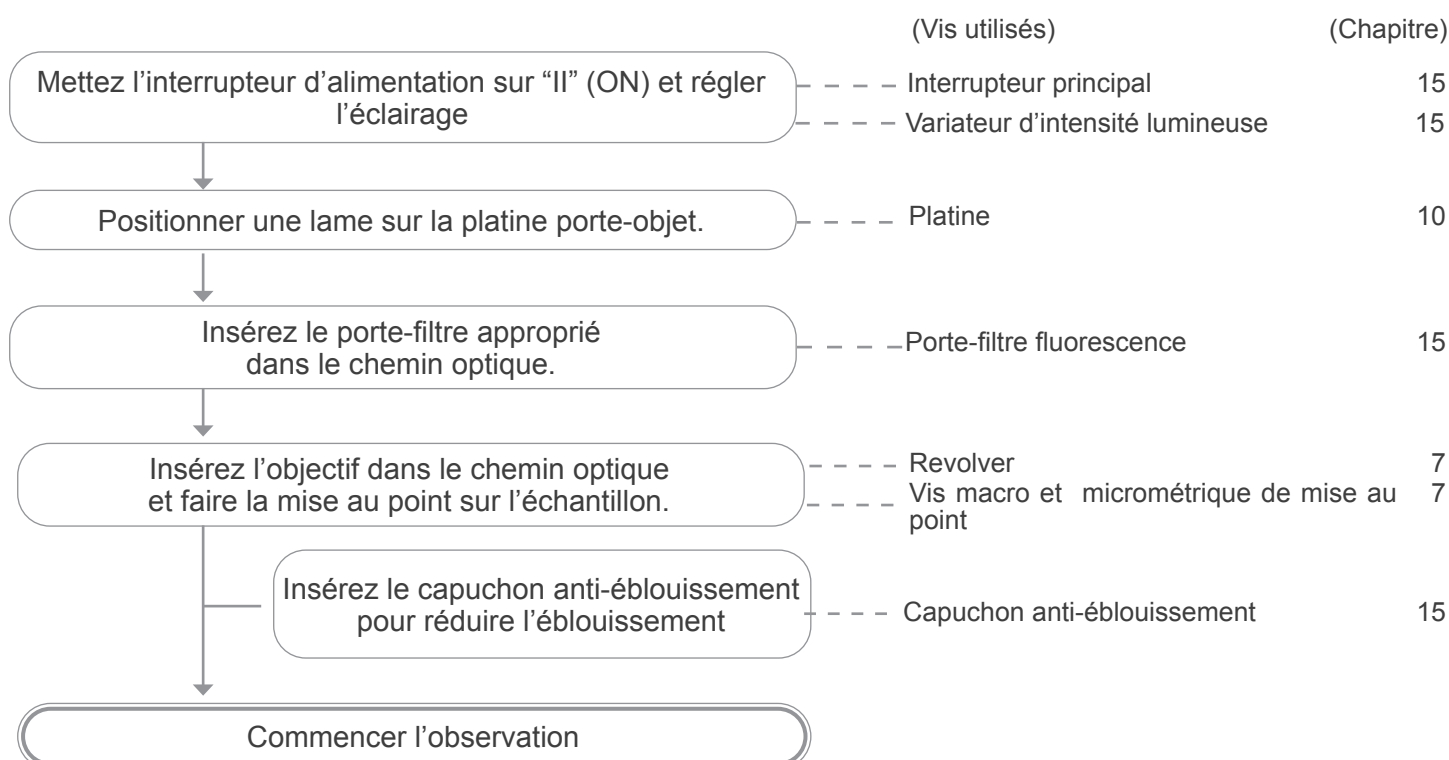 (Vis utilisés) (Chapitre)
Mettez l’interrupteur d’alimentation sur “II” (ON) et régler
l’éclairage
Interrupteur principal 15
Variateur d’intensité lumineuse 15
Positionner une lame sur la platine porte-objet.
Platine 10
Insérez le porte-filtre approprié
dans le chemin optique.
Porte-filtre fluorescence 15
Insérez l’objectif dans le chemin optique
et faire la mise au point sur l’échantillon.
Revolver 7
Vis macro et micrométrique de mise au 7
point
Insérez le capuchon anti-éblouissement
pour réduire l’éblouissement
Capuchon anti-éblouissement 15
Commencer l’observation